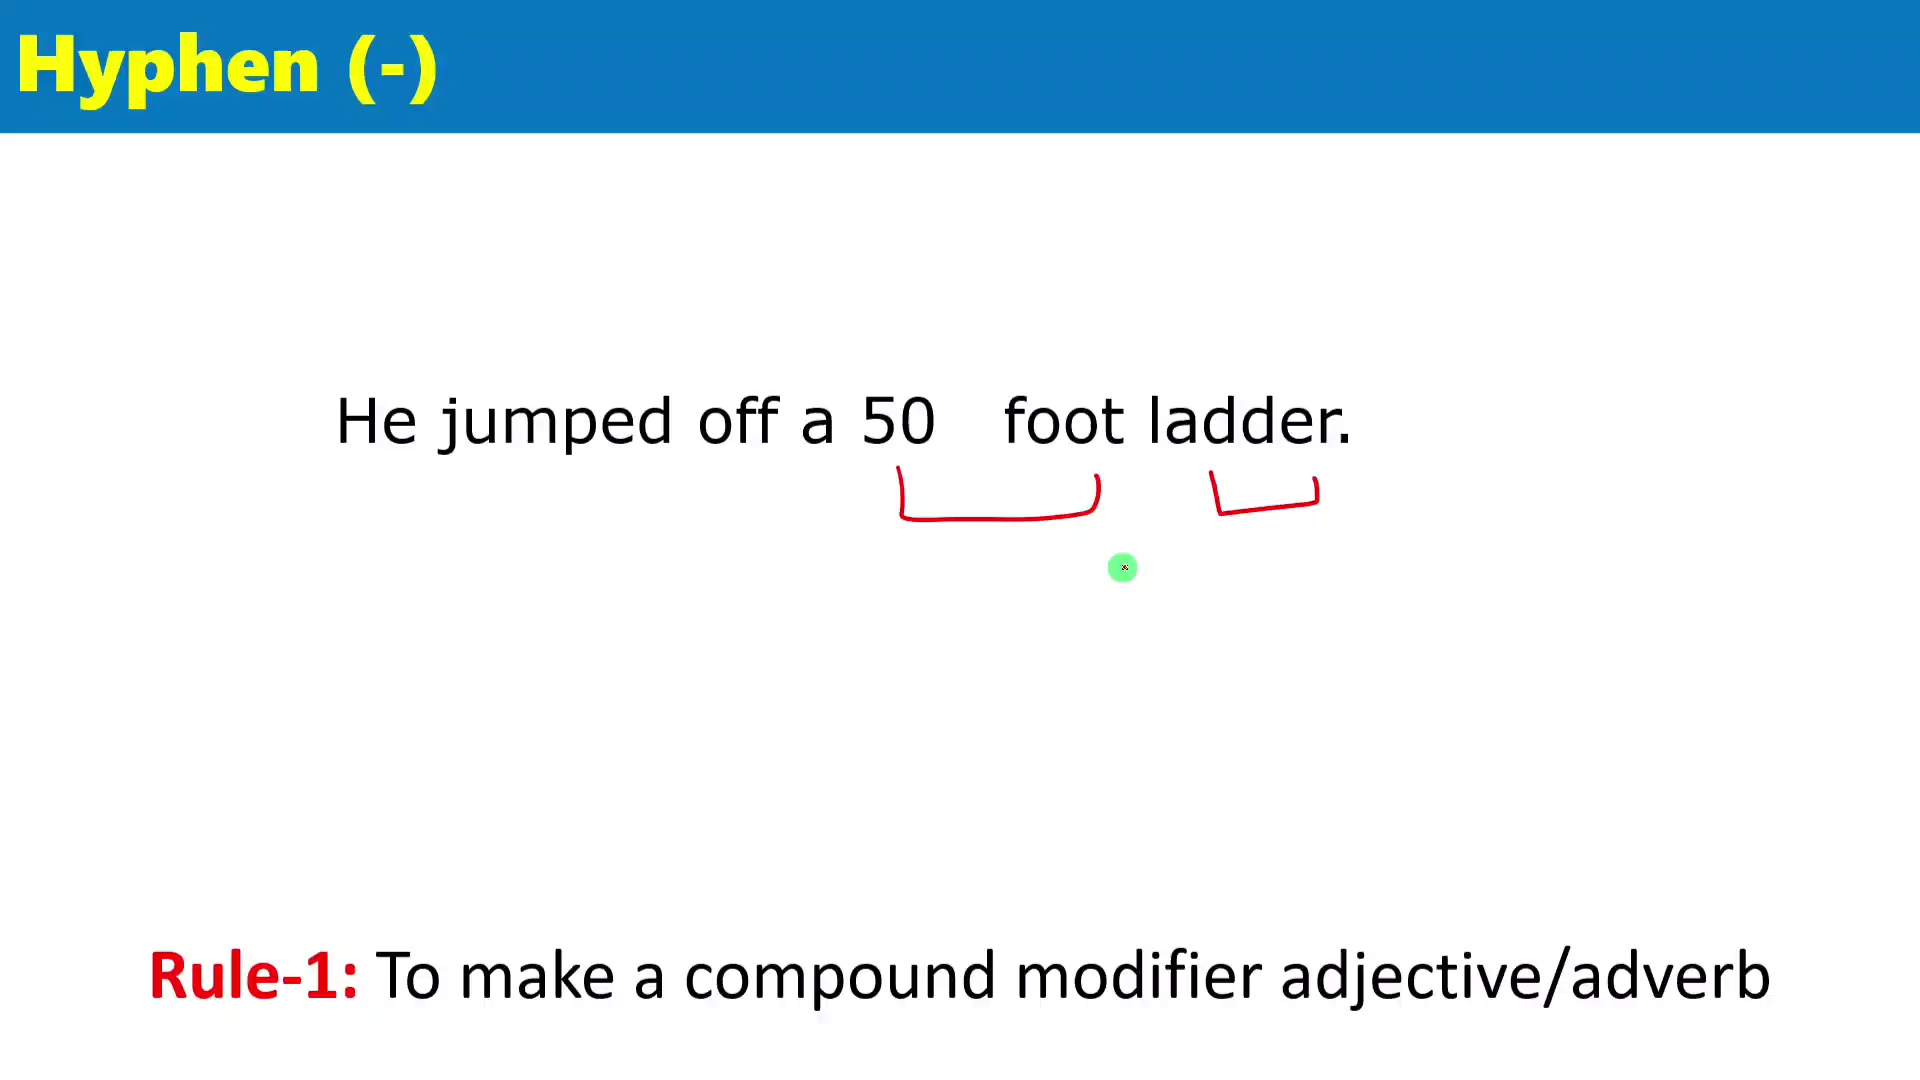 Hyphen (-)
He jumped off a 50 foot ladder.
Rule-1: To make a compound modifier adjective/adverb